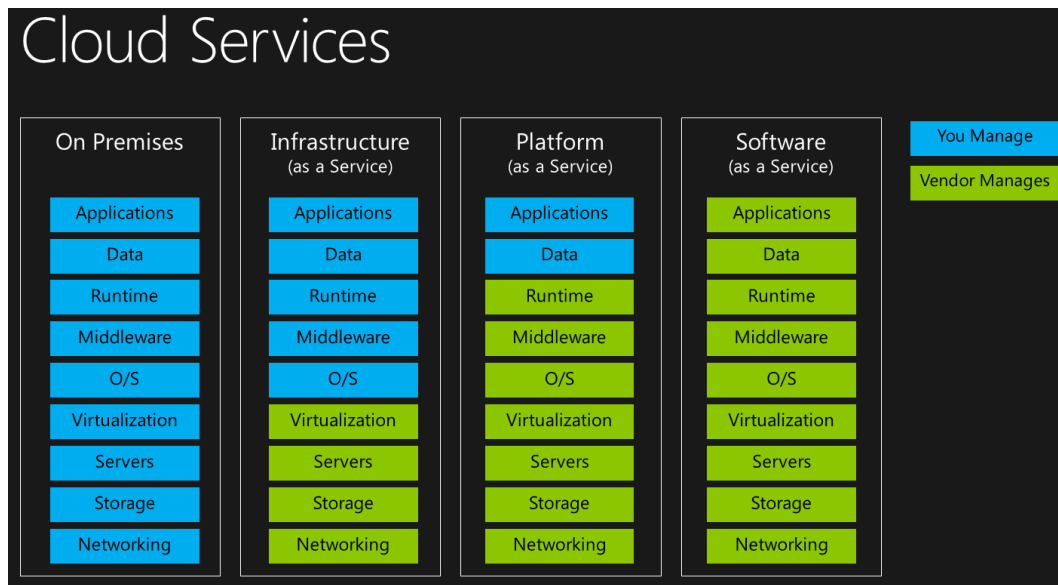 Cloud Services
On Premises
Applications
Data
Runtime
Middleware
O/S
Virtualization
Servers
Storage
Networking
Infrastructure
(as a Service)
Applications
Data
Runtime
Middleware
O/S
Virtualization
Servers
Storage
Networking
Platform
(as a Service)
Applications
Data
Runtime
Middleware
O/S
Virtualization
Servers
Storage
Networking
Software
(as a Service)
Applications
Data
Runtime
Middleware
O/S
Virtualization
Servers
Storage
Networking
You Manage
Vendor Manages